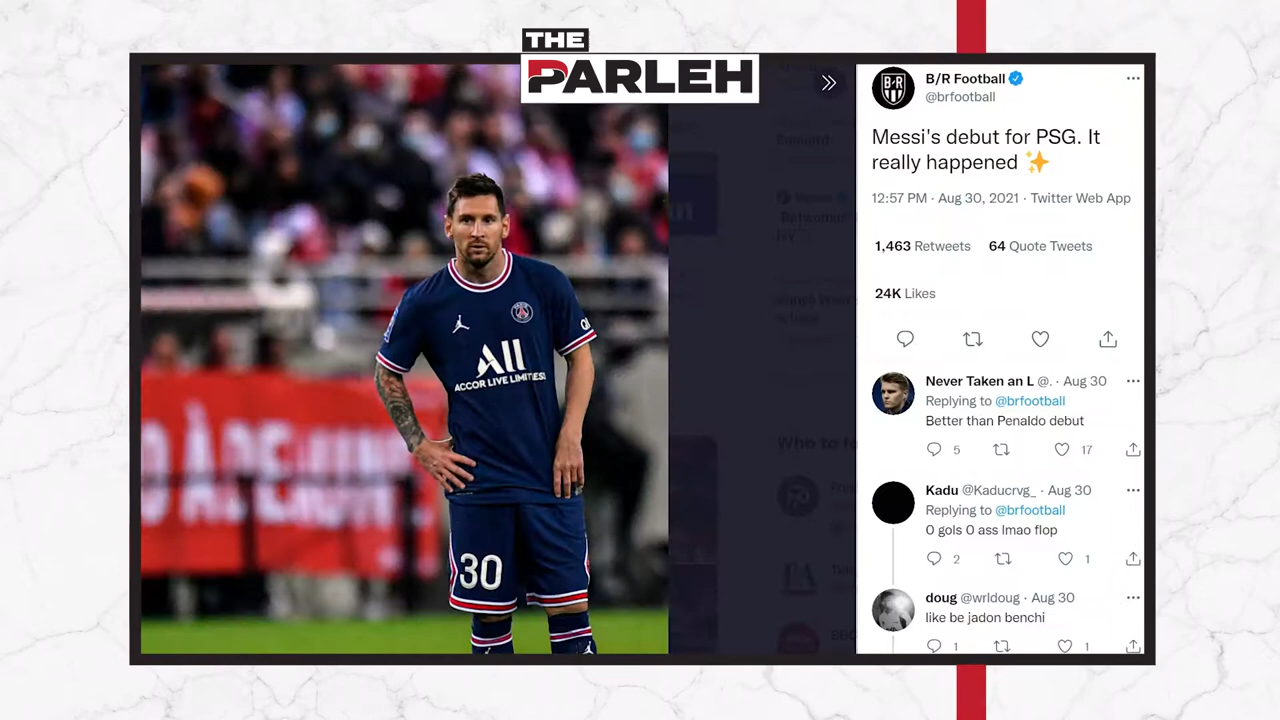 THE
PARLEH
ALL
ACCOR LIVE LIMITLESS
30
B/R
B/R Football
@brfootball
Messi's debut for PSG. It
really happened ✨
12:57 PM · Aug 30, 2021 · Twitter Web App
1,463 Retweets 64 Quote Tweets
24K Likes
Never Taken an L @. · Aug 30
Replying to @brfootball
Better than Penaldo debut
5 17
Kadu @Kaducrvg_ · Aug 30
Replying to @brfootball
0 gols 0 ass lmao flop
2 1
doug @wrldoug · Aug 30
like be jadon benchi
1 1
Who to